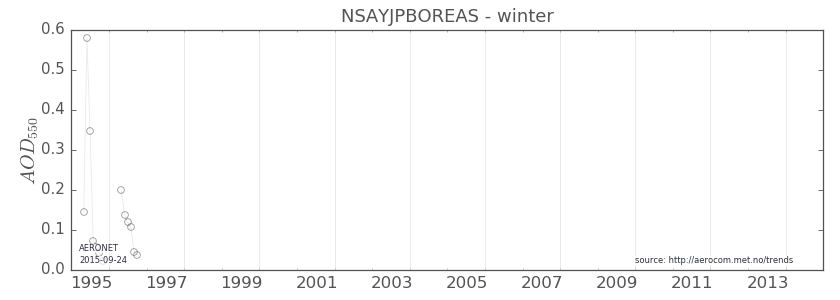 NSAYJPBOREAS - winter
0.6
0.5
0.4
0.3
0.2
0.1
0.0
AOD550
AERONET
2015-09-24
source: http://aerocom.met.no/trends
1995 1997 1999 2001 2003 2005 2007 2009 2011 2013